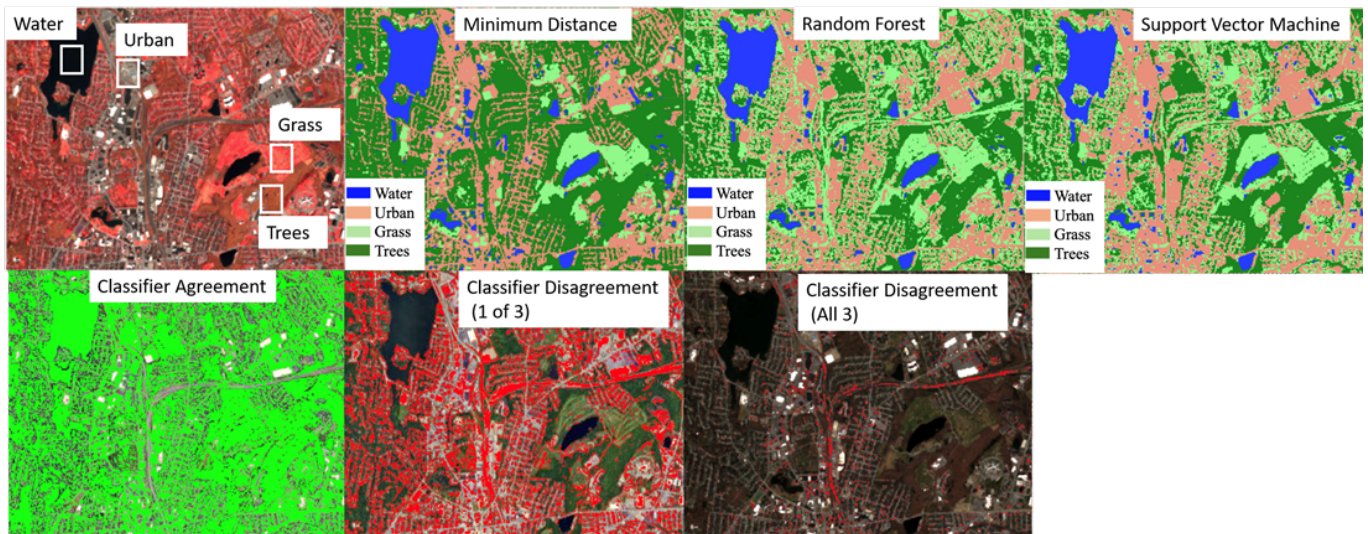 Water
Urban
Grass
Trees
Minimum Distance
Water
Urban
Grass
Trees
Random Forest
Water
Urban
Grass
Trees
Support Vector Machine
Water
Urban
Grass
Trees
Classifier Agreement
Classifier Disagreement
(1 of 3)
Classifier Disagreement
(All 3)